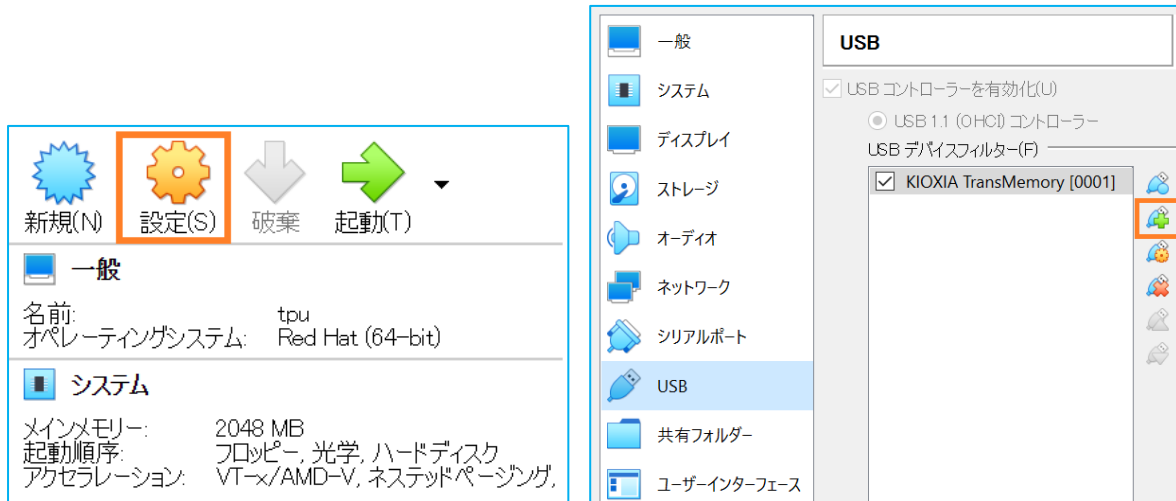 新規(N) 設定(S) 破棄 起動(T)
一般
名前: tpu
オペレーティングシステム: Red Hat (64-bit)
システム
メインメモリー: 2048 MB
起動順序: フロッピー, 光学, ハードディスク
アクセラレーション: VT-x/AMD-V, ネステッドページング,
一般
システム
ディスプレイ
ストレージ
オーディオ
ネットワーク
シリアルポート
USB
共有フォルダー
ユーザーインターフェース
USB
USB コントローラーを有効化(U)
USB 1.1 (OHCI) コントローラー
USB デバイスフィルター(F)
KIOXIA TransMemory [0001]